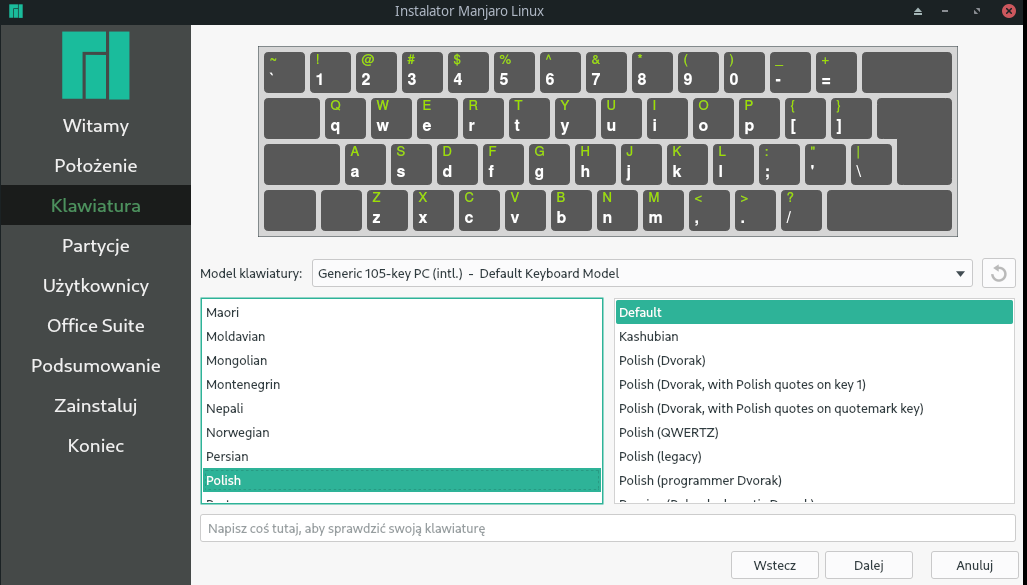 Instalator Manjaro Linux
Witamy
Położenie
Klawiatura
Partycje
Użytkownicy
Office Suite
Podsumowanie
Zainstaluj
Koniec
~ ! @ # $ % ^ & * ( ) _ +
` 1 2 3 4 5 6 7 8 9 0 - =
Q W E R T Y U I O P { }
q w e r t y u i o p [ ]
A S D F G H J K L : " |
a s d f g h j k l ; ' \
Z X C V B N M < > ?
z x c v b n m , . /
Model klawiatury: Generic 105-key PC (intl.) - Default Keyboard Model
Maori
Moldavian
Mongolian
Montenegrin
Nepali
Norwegian
Persian
Polish
Default
Kashubian
Polish (Dvorak)
Polish (Dvorak, with Polish quotes on key 1)
Polish (Dvorak, with Polish quotes on quotemark key)
Polish (QWERTZ)
Polish (legacy)
Polish (programmer Dvorak)
Napisz coś tutaj, aby sprawdzić swoją klawiaturę
Wstecz
Dalej
Anuluj